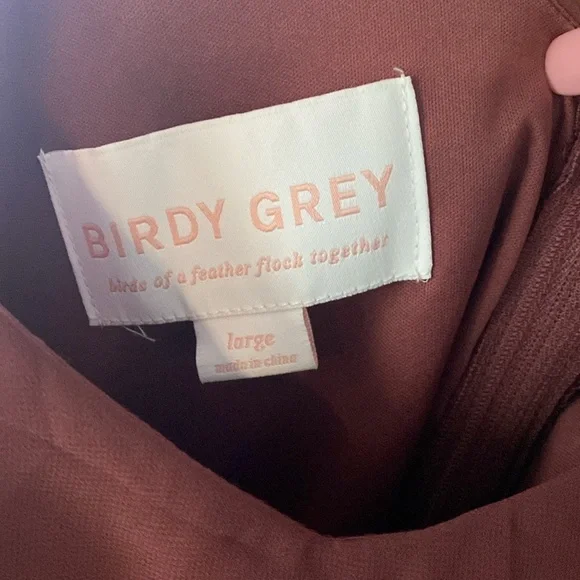 BIRDY GREY
birds of a feather flock together
large
made in china